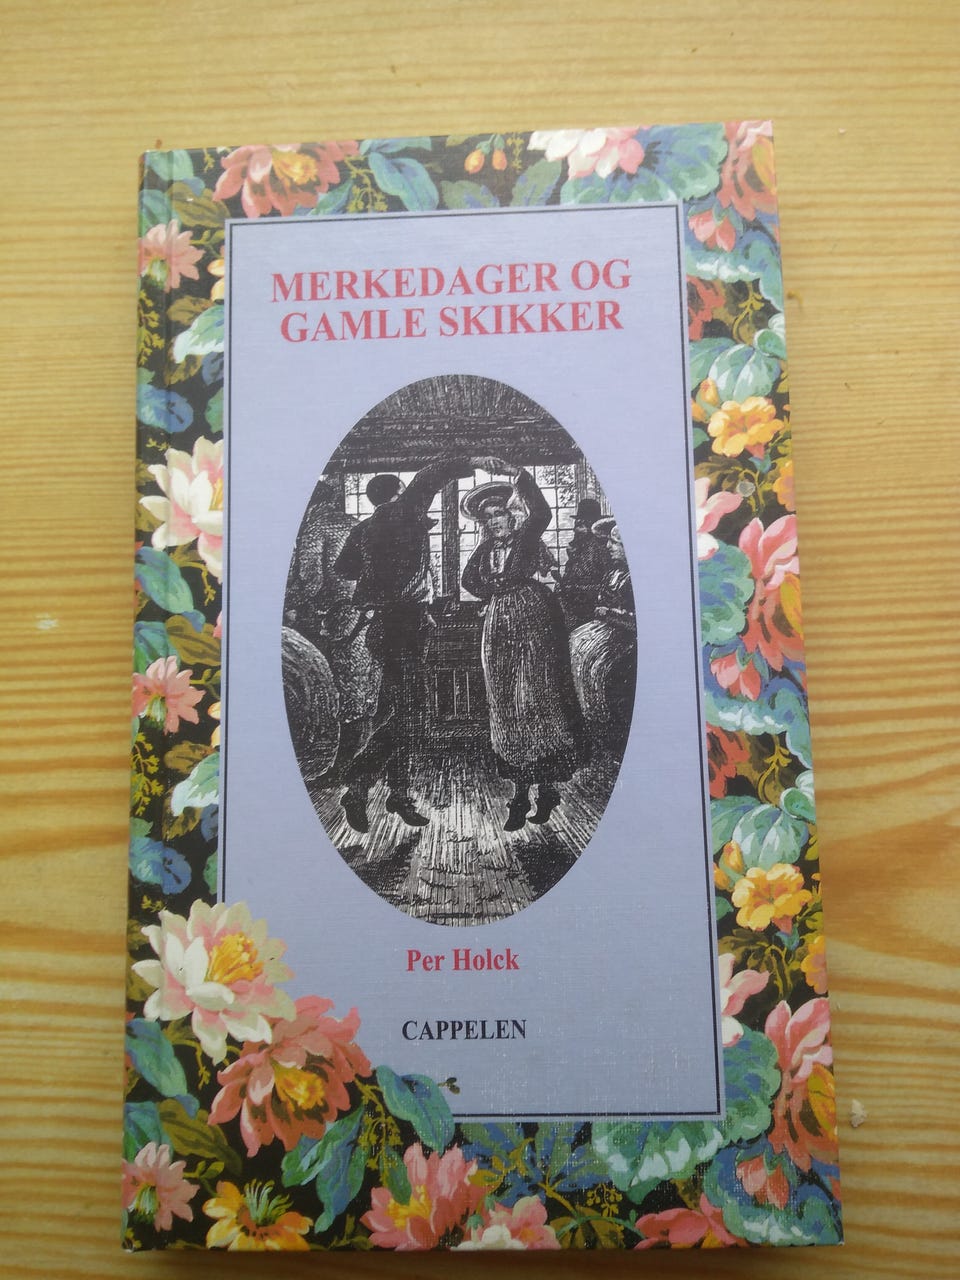 MERKEDAGER OG
GAMLE SKIKKER
Per Holck
CAPPELEN